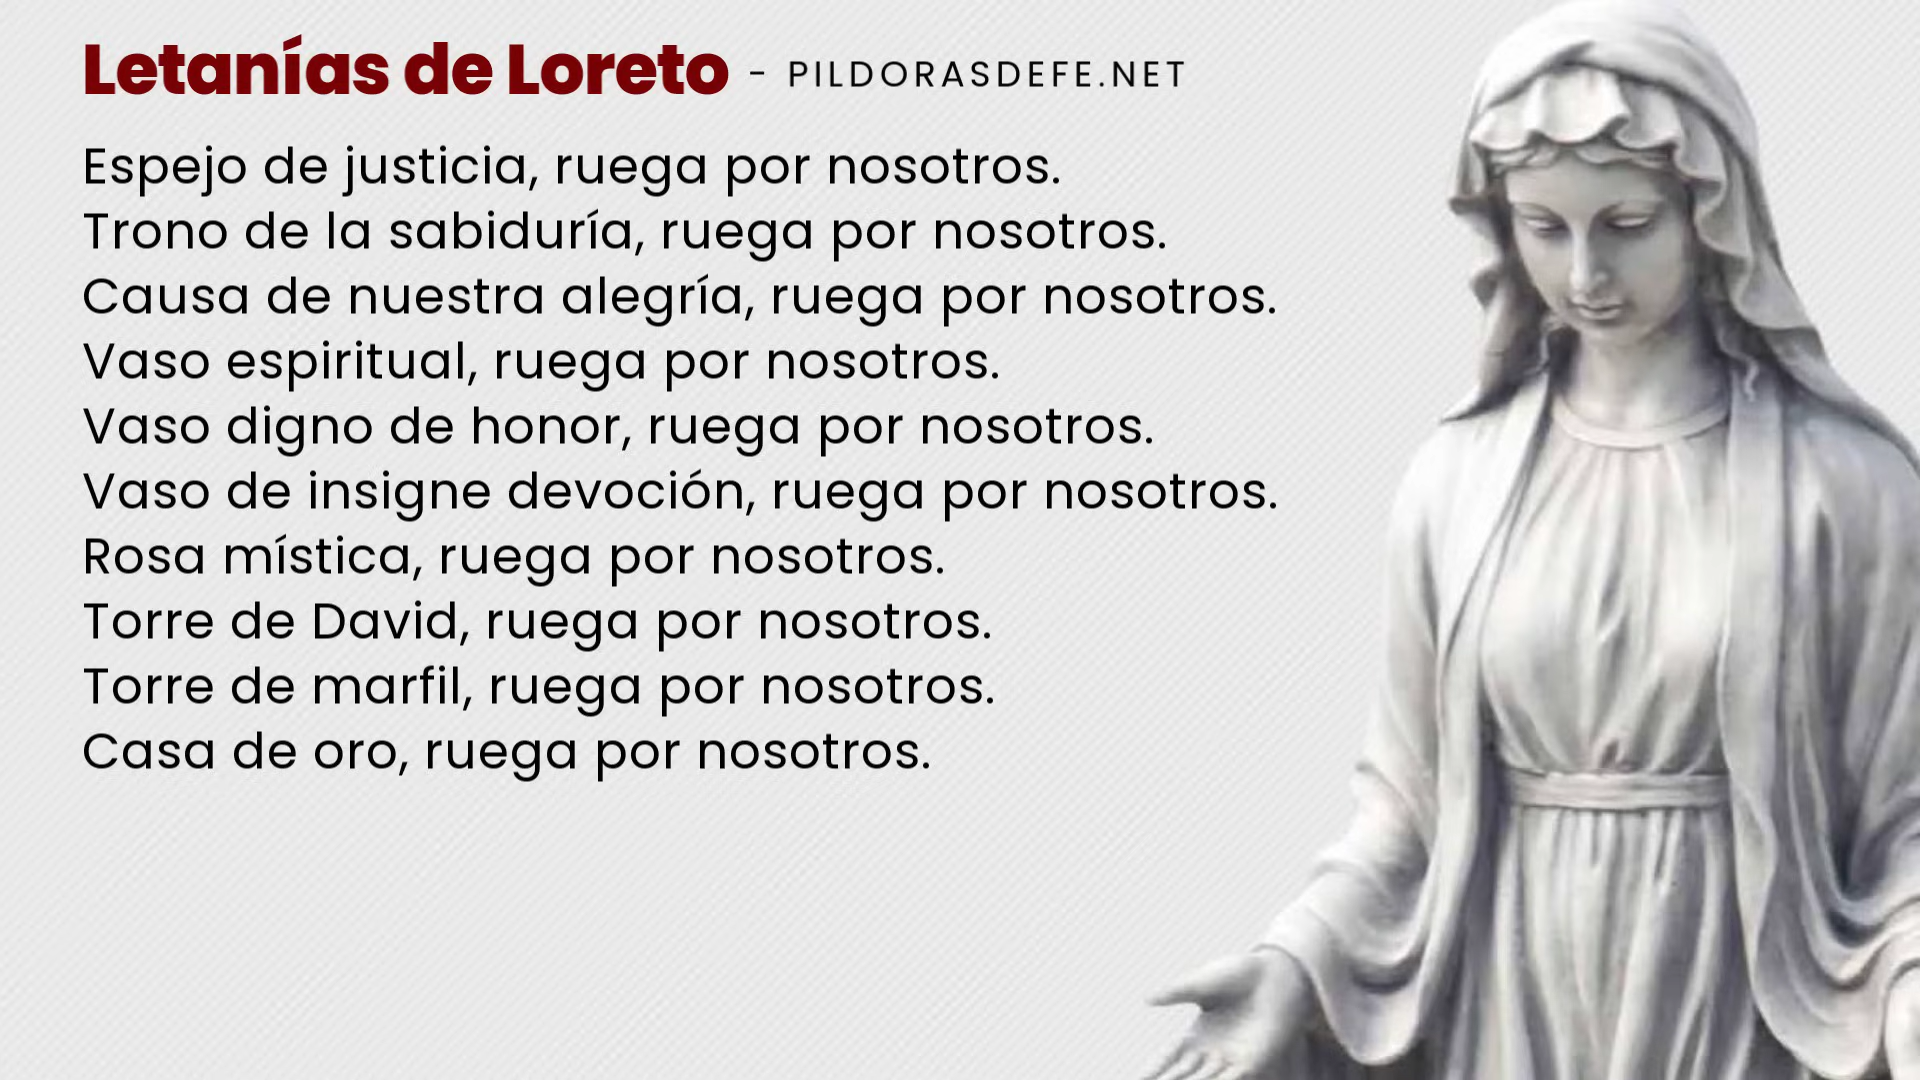 Letanías de Loreto - PILDORASDEFE.NET
Espejo de justicia, ruega por nosotros.
Trono de la sabiduría, ruega por nosotros.
Causa de nuestra alegría, ruega por nosotros.
Vaso espiritual, ruega por nosotros.
Vaso digno de honor, ruega por nosotros.
Vaso de insigne devoción, ruega por nosotros.
Rosa mística, ruega por nosotros.
Torre de David, ruega por nosotros.
Torre de marfil, ruega por nosotros.
Casa de oro, ruega por nosotros.